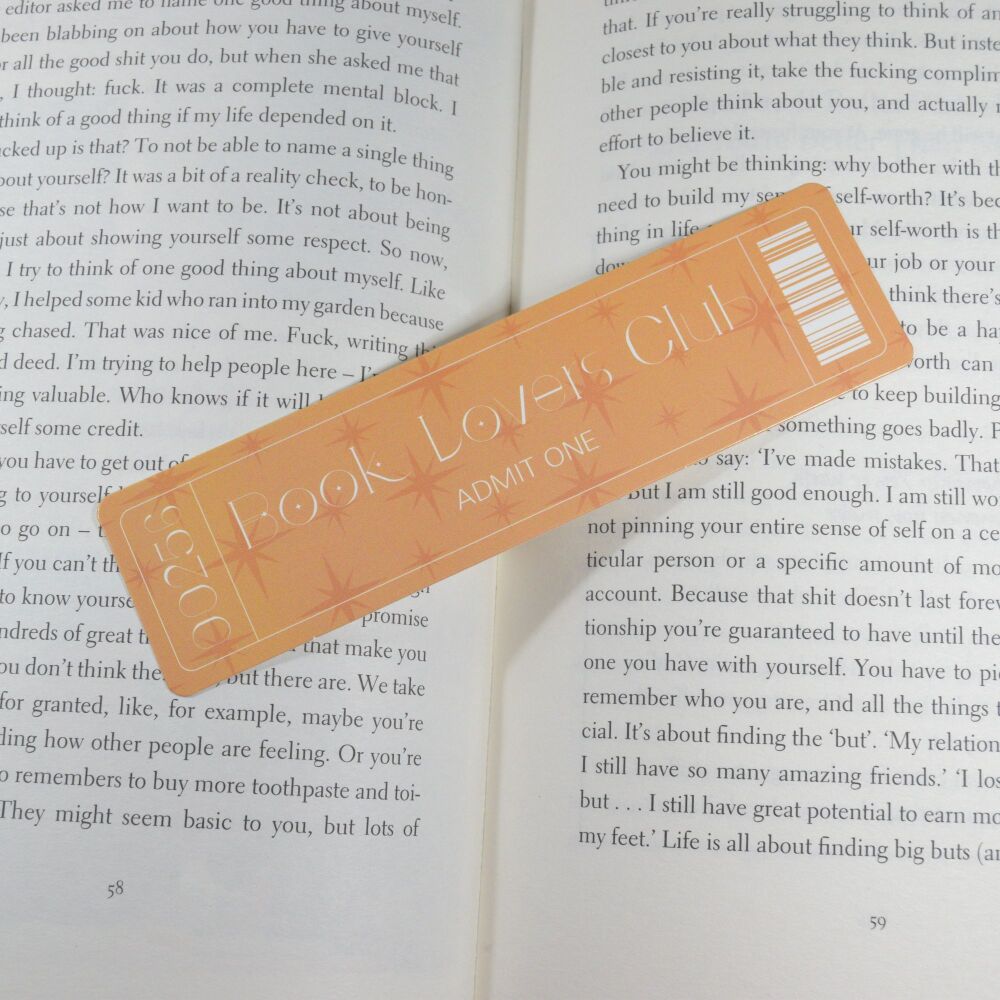 editor asked me to name one good thing about myself.
been blabbing on about how you have to give yourself
all the good shit you do, but when she asked me that
, I thought: fuck. It was a complete mental block. I
think of a good thing if my life depended on it.
ucked up is that? To not be able to name a single thing
bout yourself? It was a bit of a reality check, to be hon-
se that's not how I want to be. It's not about being
just about showing yourself some respect. So now,
I try to think of one good thing about myself. Like
y, I helped some kid who ran into my garden because
g chased. That was nice of me. Fuck, writing thi
d deed. I'm trying to help people here – I'
ing valuable. Who knows if it will
self some credit.
you have to get out of
g to yourself
o go on –
If you can't th
to know yourse
promise
ndreds of great t that make you
ou don't think the but there are. We take
for granted, like, for example, maybe you're
ding how other people are feeling. Or you're
o remembers to buy more toothpaste and toi-
They might seem basic to you, but lots of
58
Book Lovers Club
ADMIT ONE
that. If you're really struggling to think of an
closest to you about what they think. But inste
ble and resisting it, take the fucking complim
other people think about you, and actually
effort to believe it.
You might be thinking: why bother with th
need to build my sen f self-worth? It's bec
thing in life ur self-worth is th
dow ur job or your
think there's
to be a ha
worth can
to keep building
something goes badly. P
say: 'I've made mistakes. That
but I am still good enough. I am still wo
not pinning your entire sense of self on a ce
ticular person or a specific amount of mo
account. Because that shit doesn't last forev
tionship you're guaranteed to have until the
one you have with yourself. You have to pi
remember who you are, and all the things
cial. It's about finding the 'but'. 'My relation
I still have so many amazing friends.' 'I los
but . . . I still have great potential to earn mo
my feet.' Life is all about finding big buts (an
59